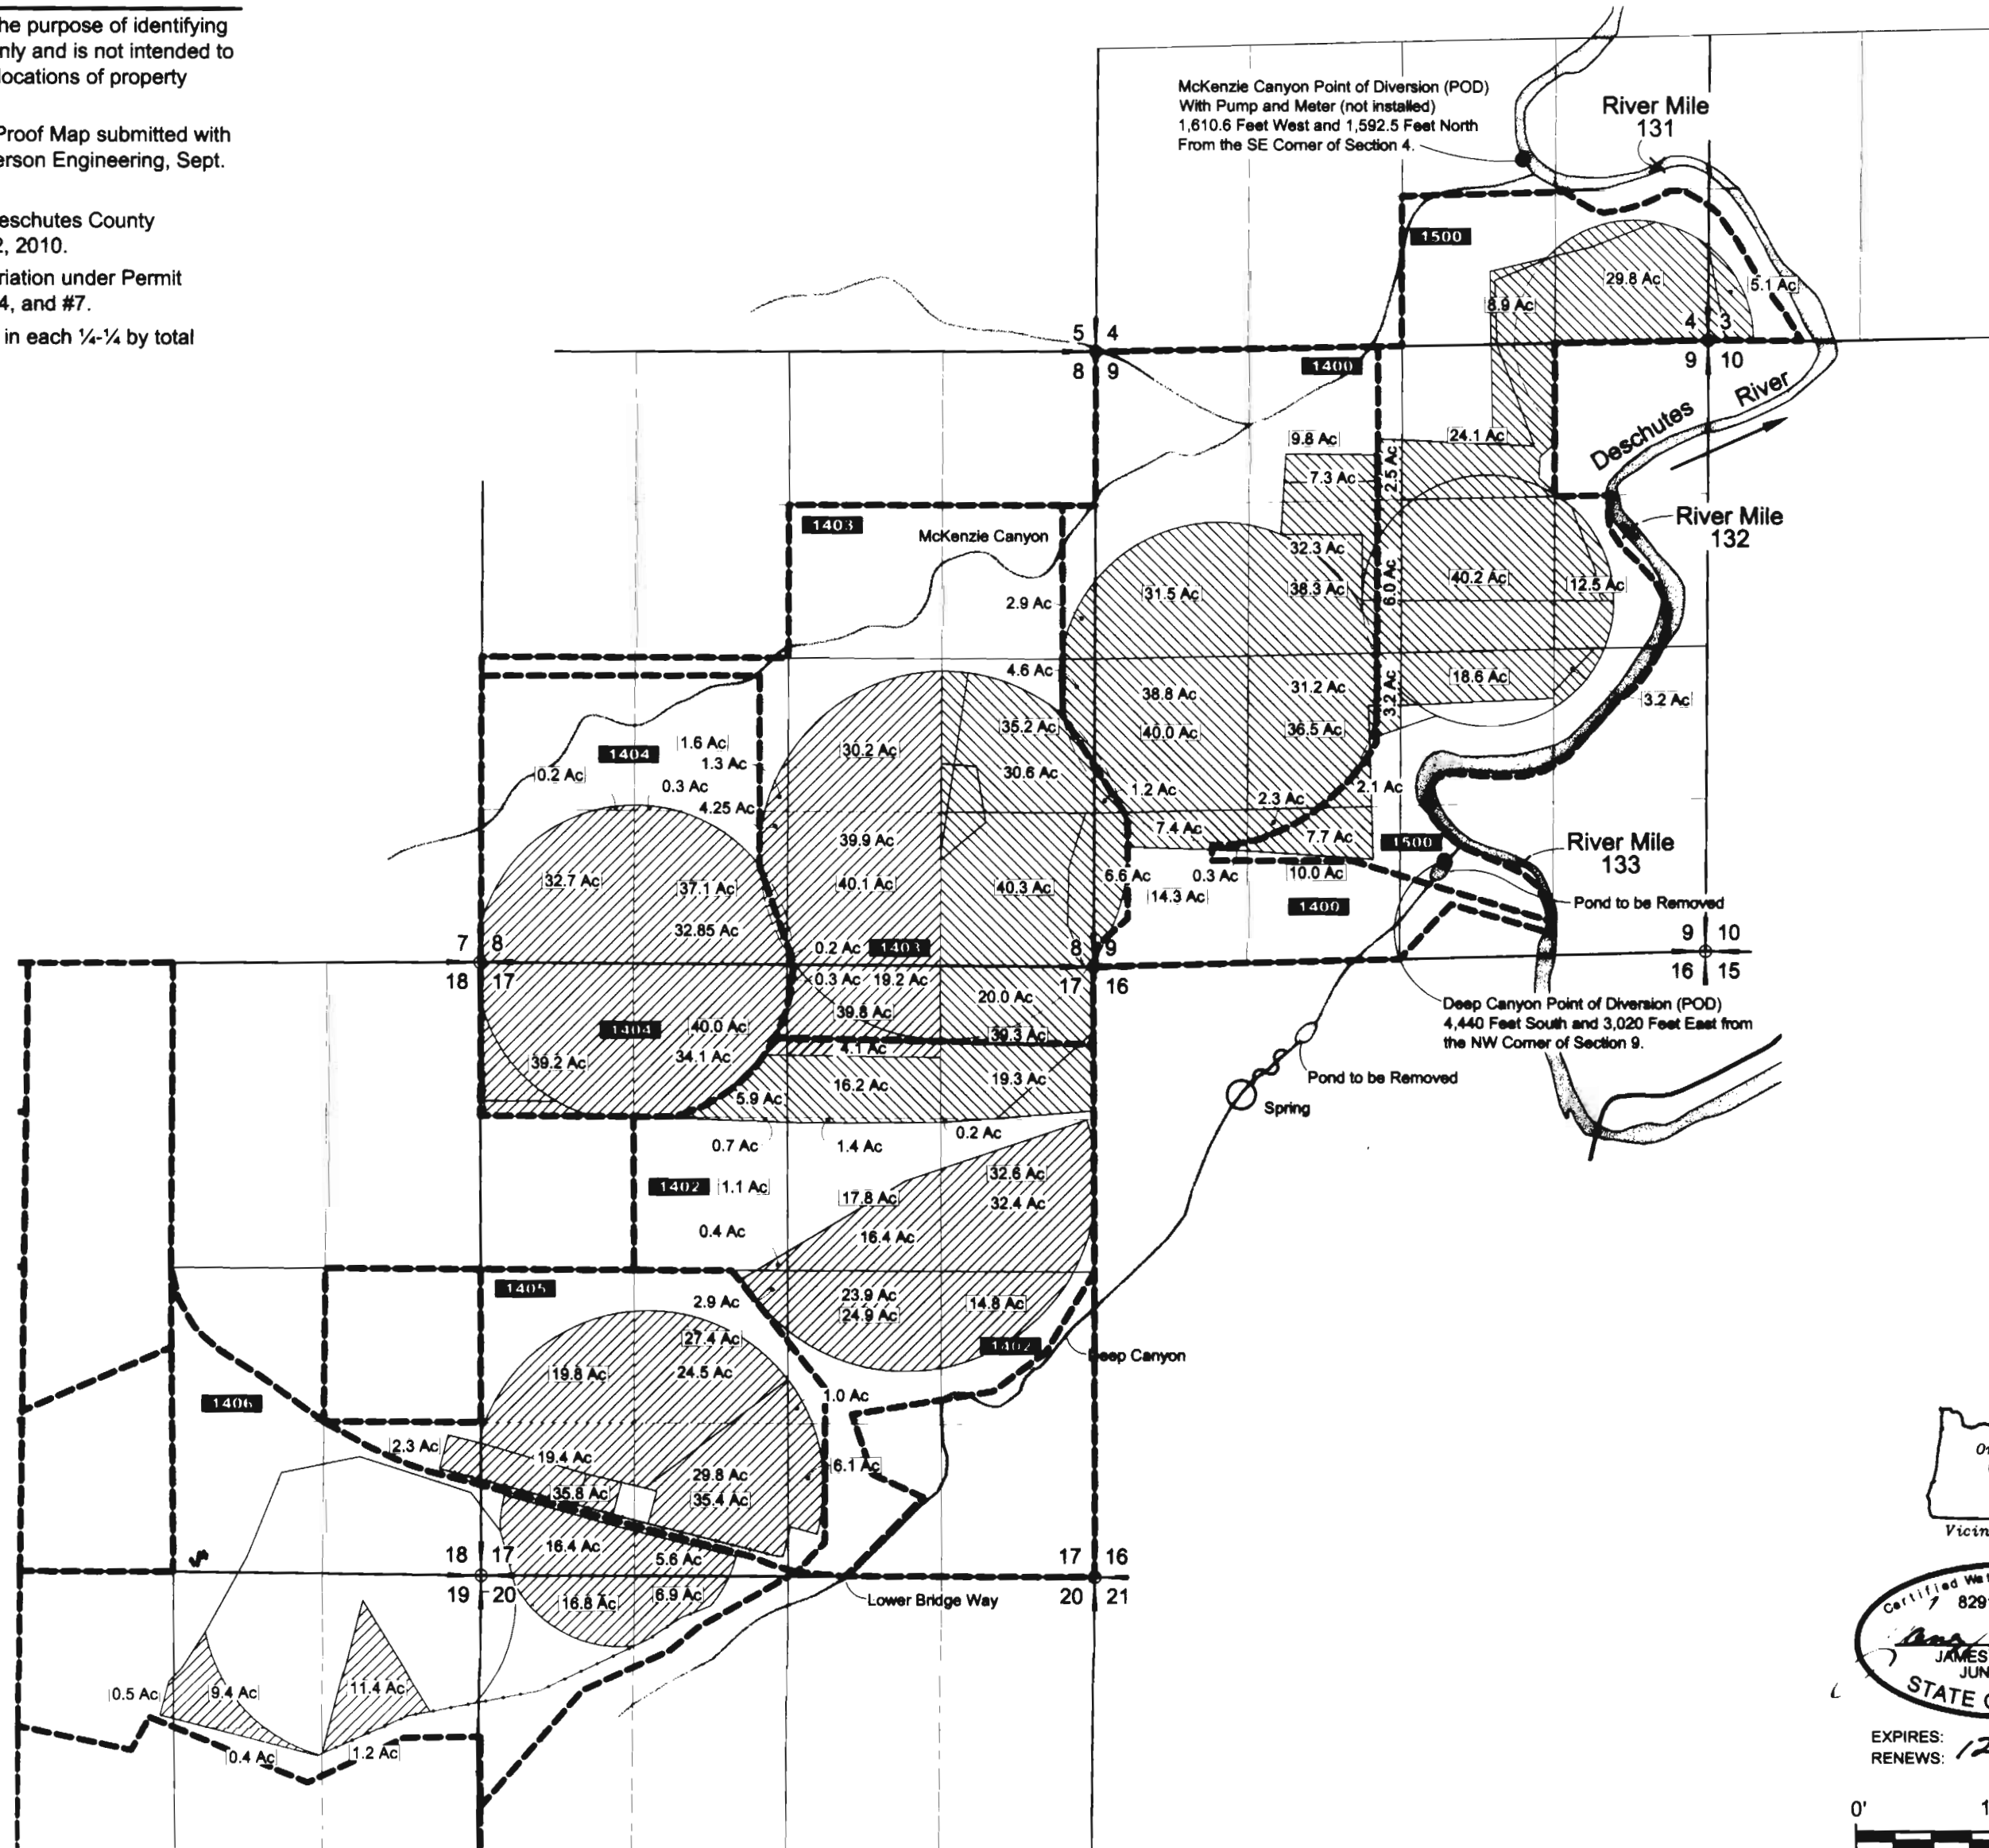 he purpose of identifying
nly and is not intended to
locations of property
Proof Map submitted with
erson Engineering, Sept.
eschutes County
2, 2010.
riation under Permit
4, and #7.
in each ¼-¼ by total
McKenzie Canyon Point of Diversion (POD)
With Pump and Meter (not installed)
1,610.6 Feet West and 1,592.5 Feet North
From the SE Corner of Section 4.
River Mile
131
1500
29.8 Ac
5.1 Ac
8.9 Ac
5 4
8 9
4 3
9 10
1400
Deschutes River
9.8 Ac
24.1 Ac
7.3 Ac
2.5 Ac
River Mile
132
1403
McKenzie Canyon
32.3 Ac
38.3 Ac
31.5 Ac
6.0 Ac
40.2 Ac
12.5 Ac
2.9 Ac
4.6 Ac
38.8 Ac
31.2 Ac
3.2 Ac
18.6 Ac
3.2 Ac
35.2 Ac
40.0 Ac
36.5 Ac
30.2 Ac
1.6 Ac
1404
1.3 Ac
0.2 Ac
0.3 Ac
30.6 Ac
1.2 Ac
2.3 Ac
2.1 Ac
4.25 Ac
7.4 Ac
7.7 Ac
1500
River Mile
133
39.9 Ac
40.1 Ac
40.3 Ac
6.6 Ac
14.3 Ac
0.3 Ac
10.0 Ac
1400
Pond to be Removed
32.7 Ac
37.1 Ac
32.85 Ac
0.2 Ac
1403
7 8
18 17
8 9
17 16
9 10
16 15
0.3 Ac
19.2 Ac
20.0 Ac
39.8 Ac
39.3 Ac
Deep Canyon Point of Diversion (POD)
4,440 Feet South and 3,020 Feet East from
the NW Corner of Section 9.
1404
40.0 Ac
34.1 Ac
39.2 Ac
4.1 Ac
16.2 Ac
19.3 Ac
5.9 Ac
Pond to be Removed
Spring
0.7 Ac
1.4 Ac
0.2 Ac
1402
1.1 Ac
17.8 Ac
32.6 Ac
32.4 Ac
0.4 Ac
16.4 Ac
1405
2.9 Ac
23.9 Ac
24.9 Ac
14.8 Ac
1402
Deep Canyon
27.4 Ac
24.5 Ac
19.8 Ac
1.0 Ac
1406
2.3 Ac
19.4 Ac
35.8 Ac
29.8 Ac
35.4 Ac
6.1 Ac
16.4 Ac
5.6 Ac
18 17
19 20
17 16
20 21
16.8 Ac
6.9 Ac
Lower Bridge Way
0.5 Ac
9.4 Ac
11.4 Ac
0.4 Ac
1.2 Ac
Vicin
Certified Wa
829
JAMES
JUN
STATE
EXPIRES:
RENEWS: 12
0'
1